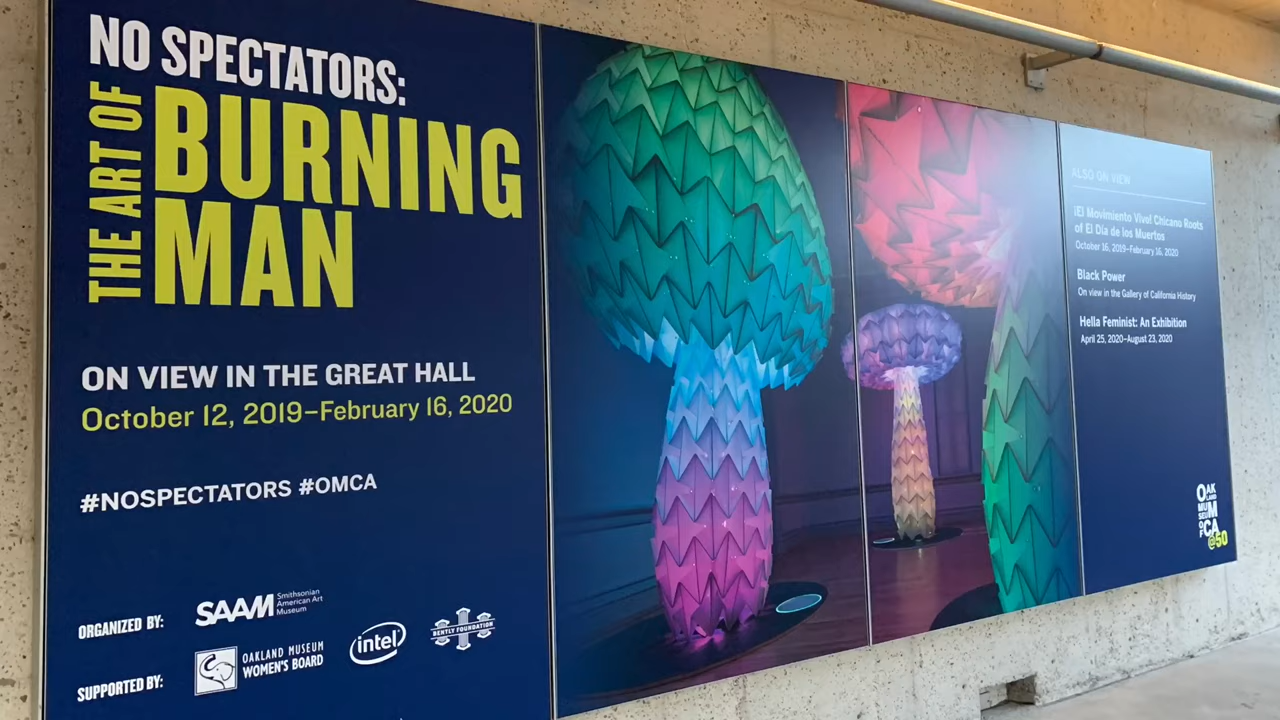 NO SPECTATORS:
THE ART OF
BURNING
MAN
ON VIEW IN THE GREAT HALL
October 12, 2019–February 16, 2020
#NOSPECTATORS #OMCA
ORGANIZED BY:
SAAM
Smithsonian
American Art
Museum
SUPPORTED BY:
OAKLAND MUSEUM
WOMEN'S BOARD
intel
BENTLY FOUNDATION
ALSO ON VIEW
¡El Movimiento Vivo! Chicano Roots
of El Día de los Muertos
October 16, 2019–February 16, 2020
Black Power
On view in the Gallery of California History
Hella Feminist: An Exhibition
April 25, 2020–August 23, 2020
OAK
LAND
MUSEUM
OF CA
@50